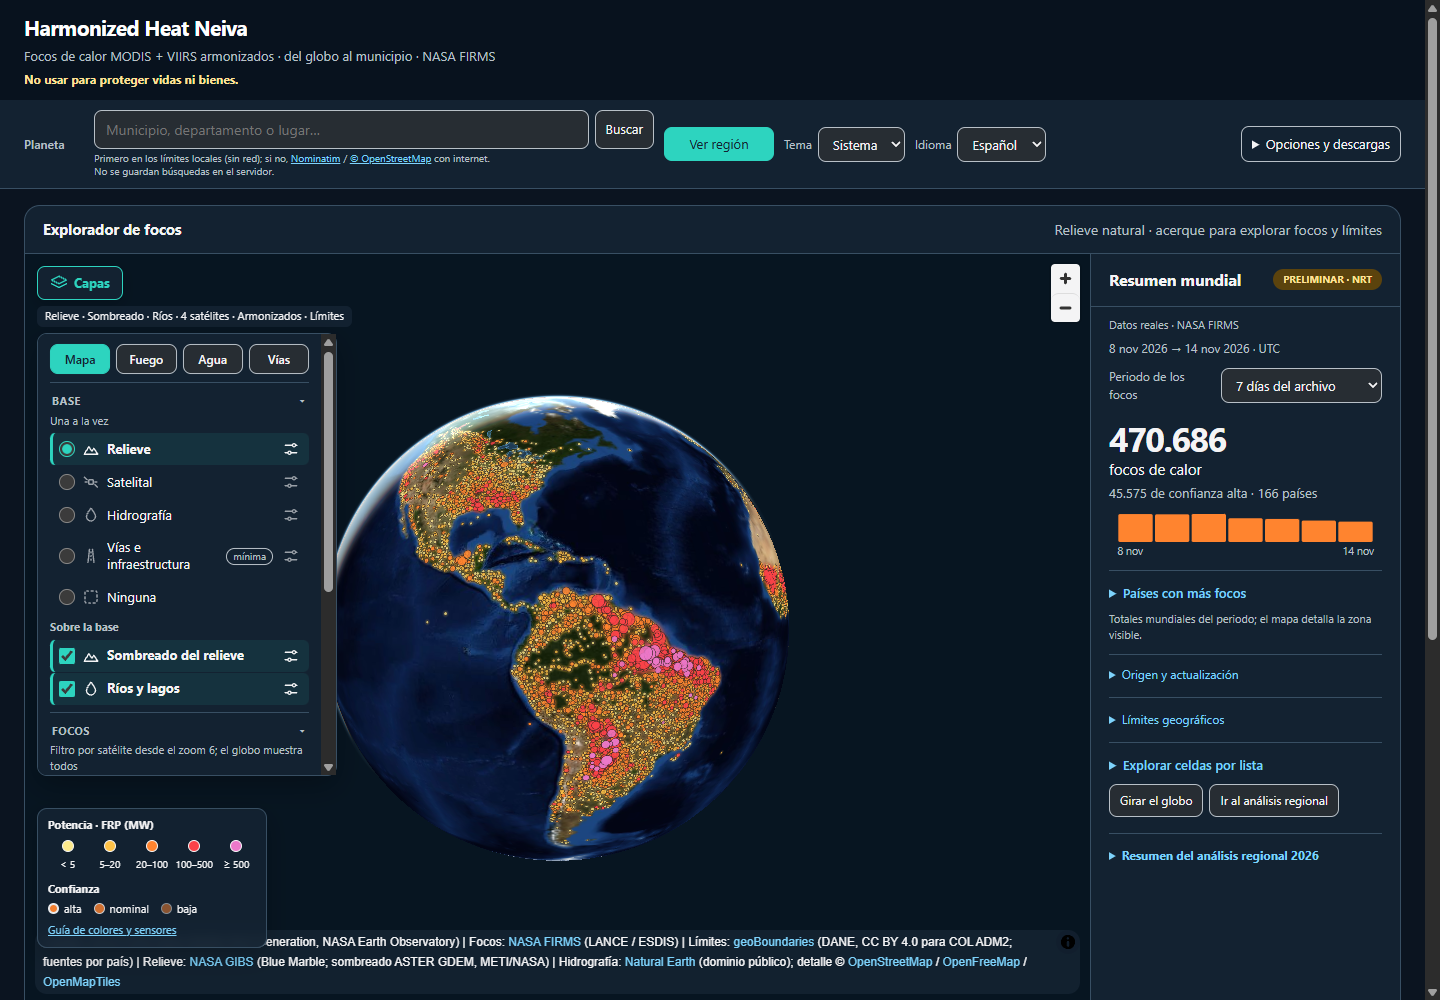 Harmonized Heat Neiva
Focos de calor MODIS + VIIRS armonizados · del globo al municipio · NASA FIRMS
No usar para proteger vidas ni bienes.
Planeta
Municipio, departamento o lugar...
Buscar
Primero en los límites locales (sin red); si no, Nominatim / © OpenStreetMap con internet.
No se guardan búsquedas en el servidor.
Ver región
Tema
Sistema
Idioma
Español
▶ Opciones y descargas
Explorador de focos
Relieve natural · acerque para explorar focos y límites
Capas
Relieve · Sombreado · Ríos · 4 satélites · Armonizados · Límites
Mapa
Fuego
Agua
Vías
BASE
Una a la vez
Relieve
Satelital
Hidrografía
Vías e
infraestructura
mínima
Ninguna
Sobre la base
Sombreado del relieve
Ríos y lagos
FOCOS
Filtro por satélite desde el zoom 6; el globo muestra
todos
Potencia · FRP (MW)
< 5
5–20
20–100
100–500
≥ 500
Confianza
alta
nominal
baja
Guía de colores y sensores
eneration, NASA Earth Observatory) | Focos: NASA FIRMS (LANCE / ESDIS) | Límites: geoBoundaries (DANE, CC BY 4.0 para COL ADM2;
fuentes por país) | Relieve: NASA GIBS (Blue Marble; sombreado ASTER GDEM, METI/NASA) | Hidrografía: Natural Earth (dominio público); detalle © OpenStreetMap / OpenFreeMap /
OpenMapTiles
+
−
Resumen mundial
PRELIMINAR · NRT
Datos reales · NASA FIRMS
8 nov 2026 → 14 nov 2026 · UTC
Periodo de los
focos
7 días del archivo
470.686
focos de calor
45.575 de confianza alta · 166 países
8 nov
14 nov
▶ Países con más focos
Totales mundiales del periodo; el mapa detalla la zona
visible.
▶ Origen y actualización
▶ Límites geográficos
▶ Explorar celdas por lista
Girar el globo
Ir al análisis regional
▶ Resumen del análisis regional 2026